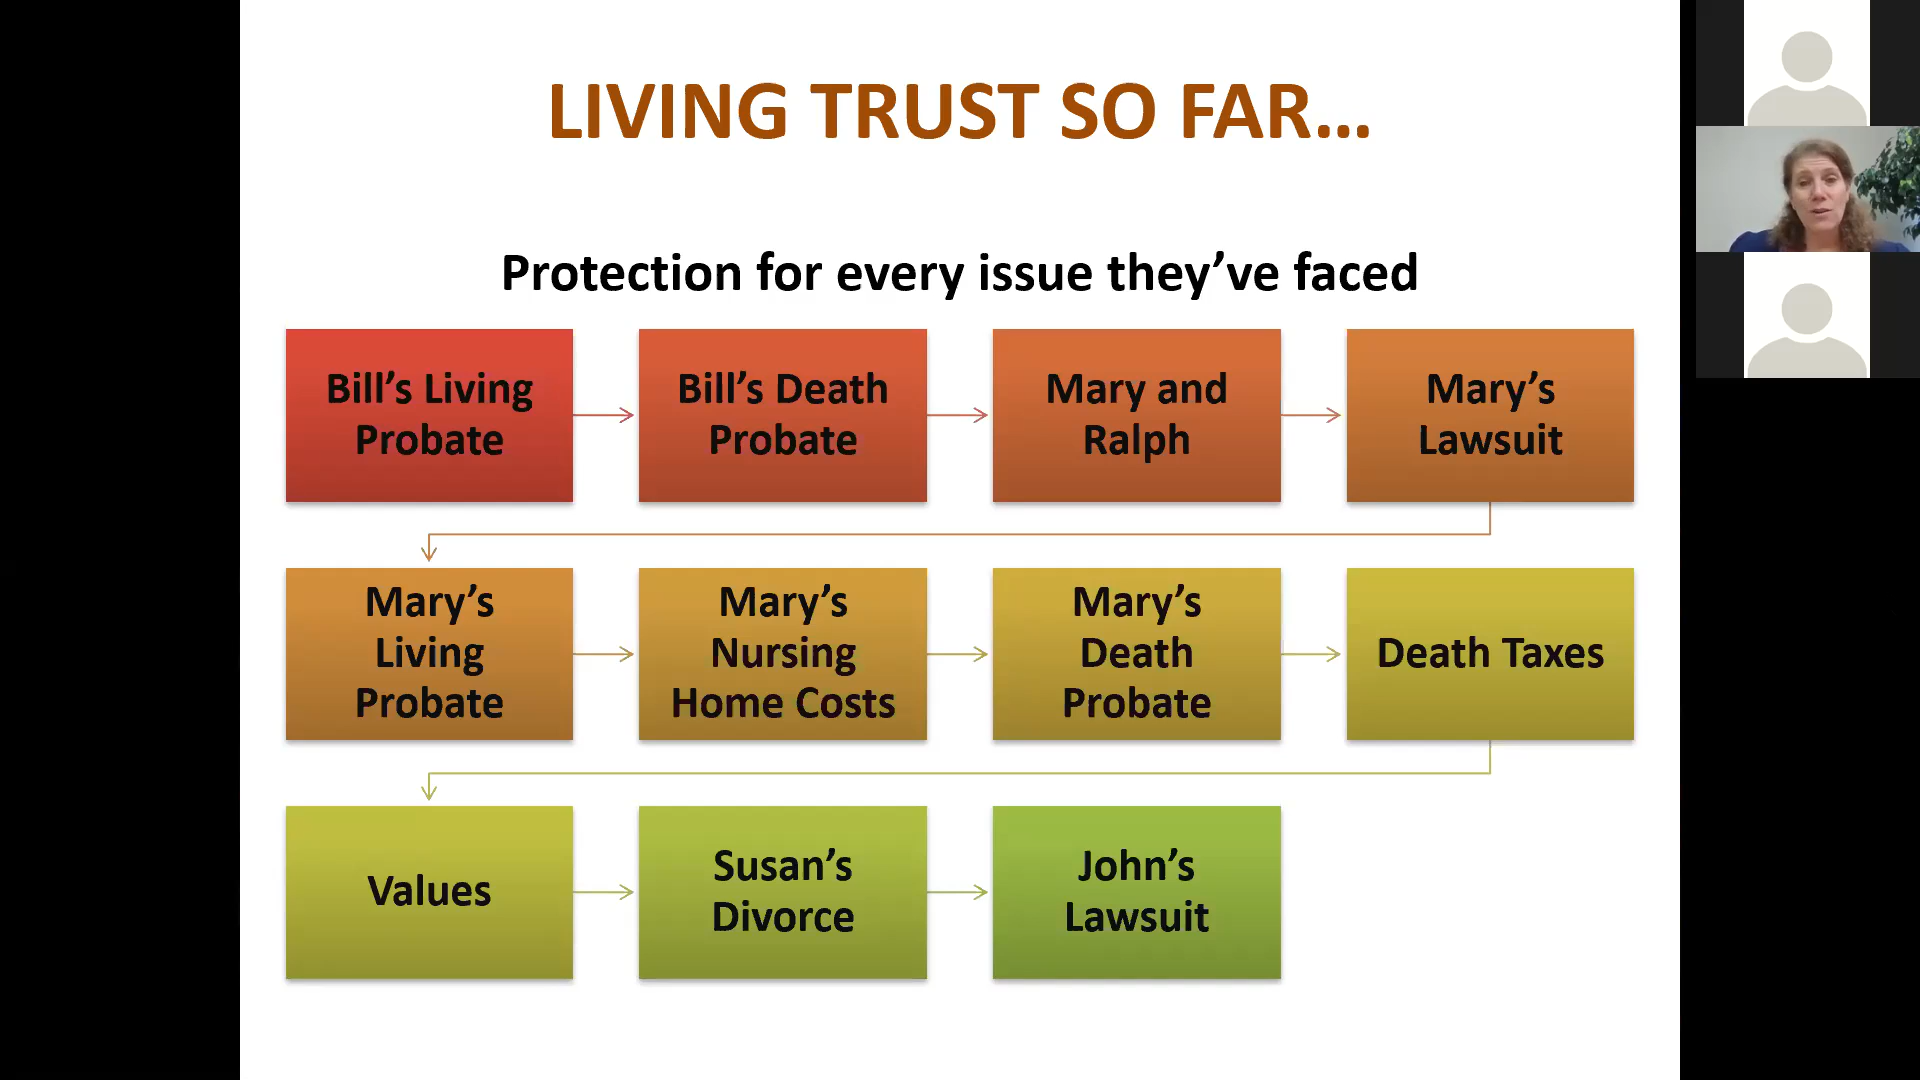 LIVING TRUST SO FAR...
Protection for every issue they’ve faced
Bill’s Living
Probate
Bill’s Death
Probate
Mary and
Ralph
Mary’s
Lawsuit
Mary’s
Living
Probate
Mary’s
Nursing
Home Costs
Mary’s
Death
Probate
Death Taxes
Values
Susan’s
Divorce
John’s
Lawsuit